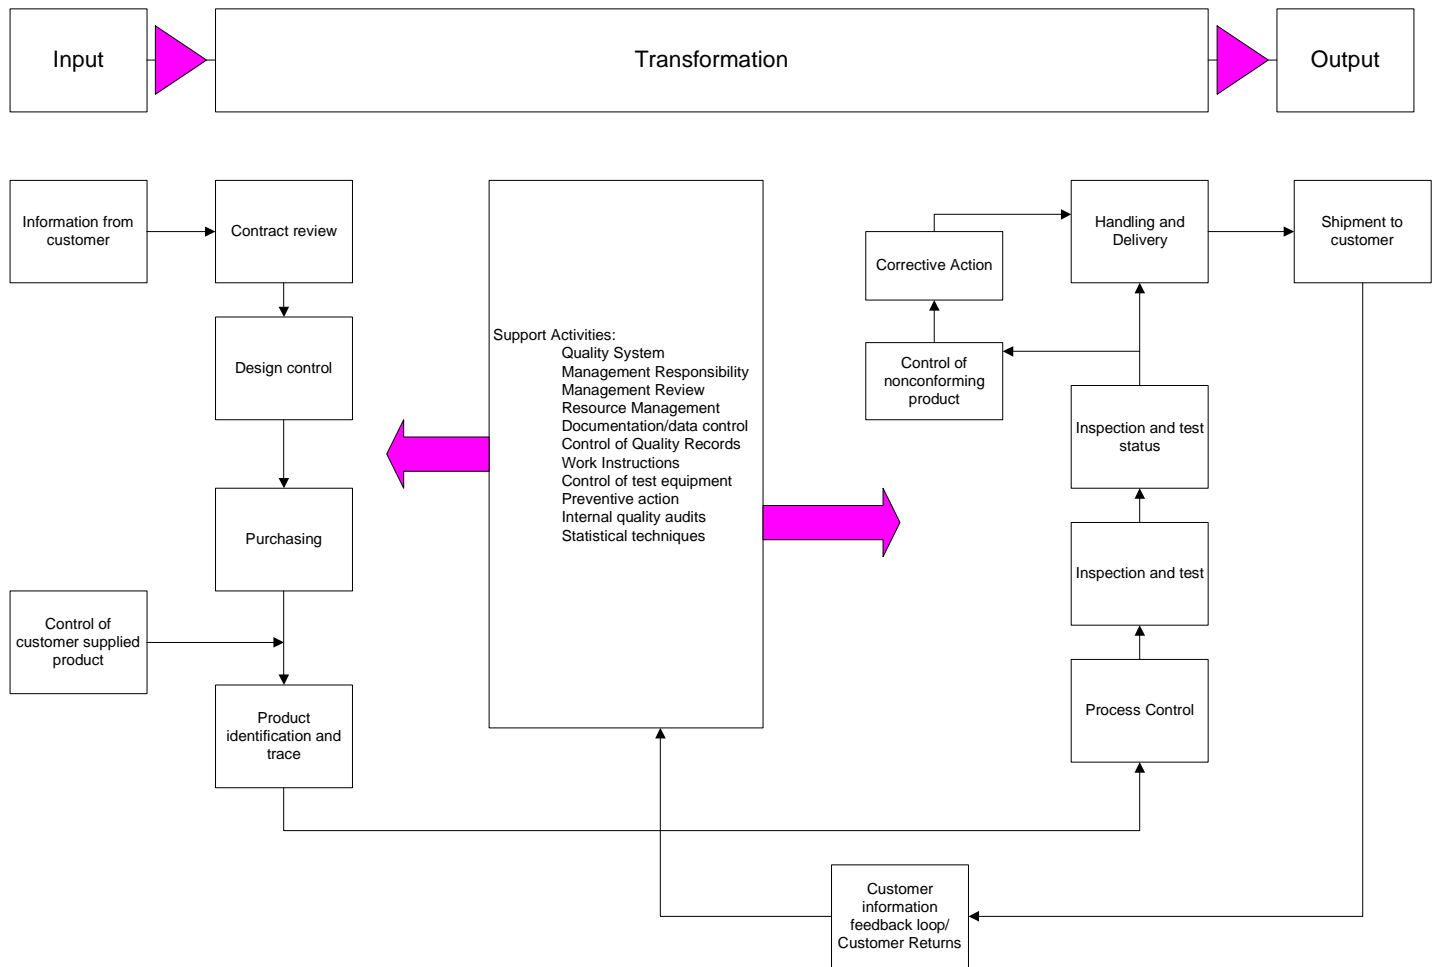 Input
Transformation
Output
Information from
customer
Contract review
Design control
Purchasing
Control of
customer supplied
product
Product
identification and
trace
Support Activities:
Quality System
Management Responsibility
Management Review
Resource Management
Documentation/data control
Control of Quality Records
Work Instructions
Control of test equipment
Preventive action
Internal quality audits
Statistical techniques
Corrective Action
Control of
nonconforming
product
Handling and
Delivery
Shipment to
customer
Inspection and test
status
Inspection and test
Process Control
Customer
information
feedback loop/
Customer Returns